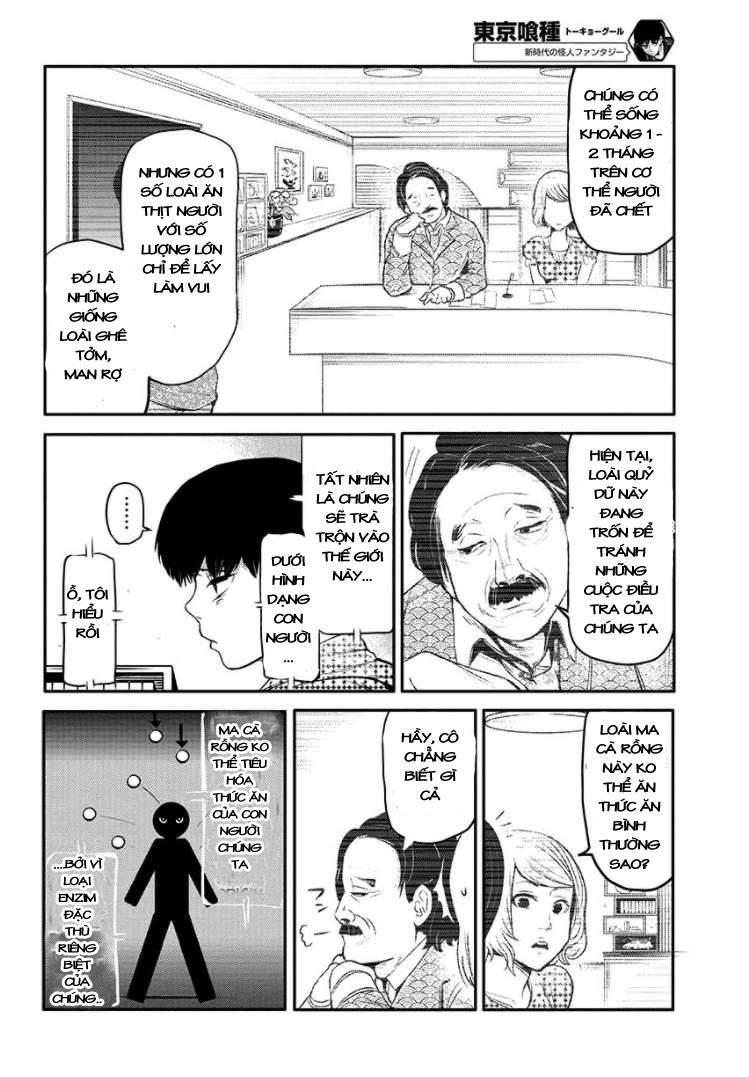 東京喰種 トーキョーグール
新時代の怪人ファンタジー
CHÚNG CÓ
THỂ SỐNG
KHOẢNG 1 -
2 THÁNG
TRÊN CƠ
THỂ NGƯỜI
ĐÃ CHẾT
NHƯNG CÓ 1
SỐ LOÀI ĂN
THỊT NGƯỜI
VỚI SỐ
LƯỢNG LỚN
CHỈ ĐỂ LẤY
LÀM VUI
ĐÓ LÀ
NHỮNG
GIỐNG
LOÀI GHÊ
TỞM,
MAN RỢ
HIỆN TẠI,
LOÀI QUỶ
DỮ NÀY
ĐANG
TRỐN ĐỂ
TRÁNH
NHỮNG
CUỘC ĐIỀU
TRA CỦA
CHÚNG TA
TẤT NHIÊN
LÀ CHÚNG
SẼ TRÀ
TRỘN VÀO
THẾ GIỚI
NÀY...
DƯỚI
HÌNH
DẠNG
CON
NGƯỜI
...
......
Ồ, TÔI
HIỂU
RỒI
LOÀI MA
CÀ RỒNG
NÀY KO
THỂ ĂN
THỨC ĂN
BÌNH
THƯỜNG
SAO?
HẦY, CÔ
CHẲNG
BIẾT GÌ
CẢ
MA CÀ
RỒNG KO
THỂ TIÊU
HÓA
THỨC ĂN
CỦA CON
NGƯỜI
CHÚNG
TA
....BỞI VÌ
LOẠI
ENZIM
ĐẶC
THÙ
RIÊNG
BIỆT
CỦA
CHÚNG..